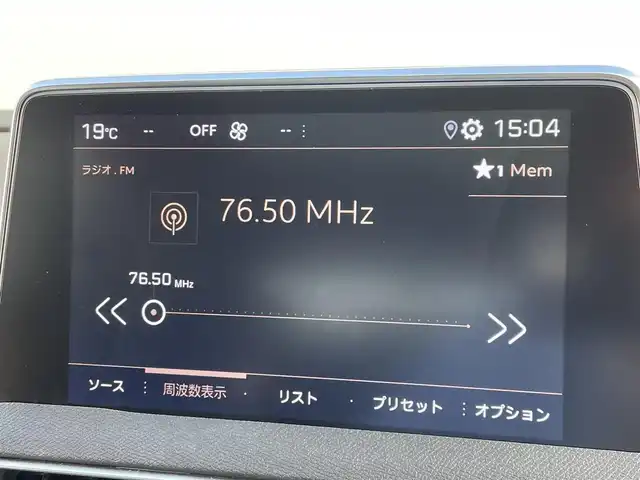 19℃ -- OFF -- 15:04
ラジオ . FM
★1 Mem
76.50 MHz
76.50 MHz
ソース 周波数表示 リスト プリセット オプション